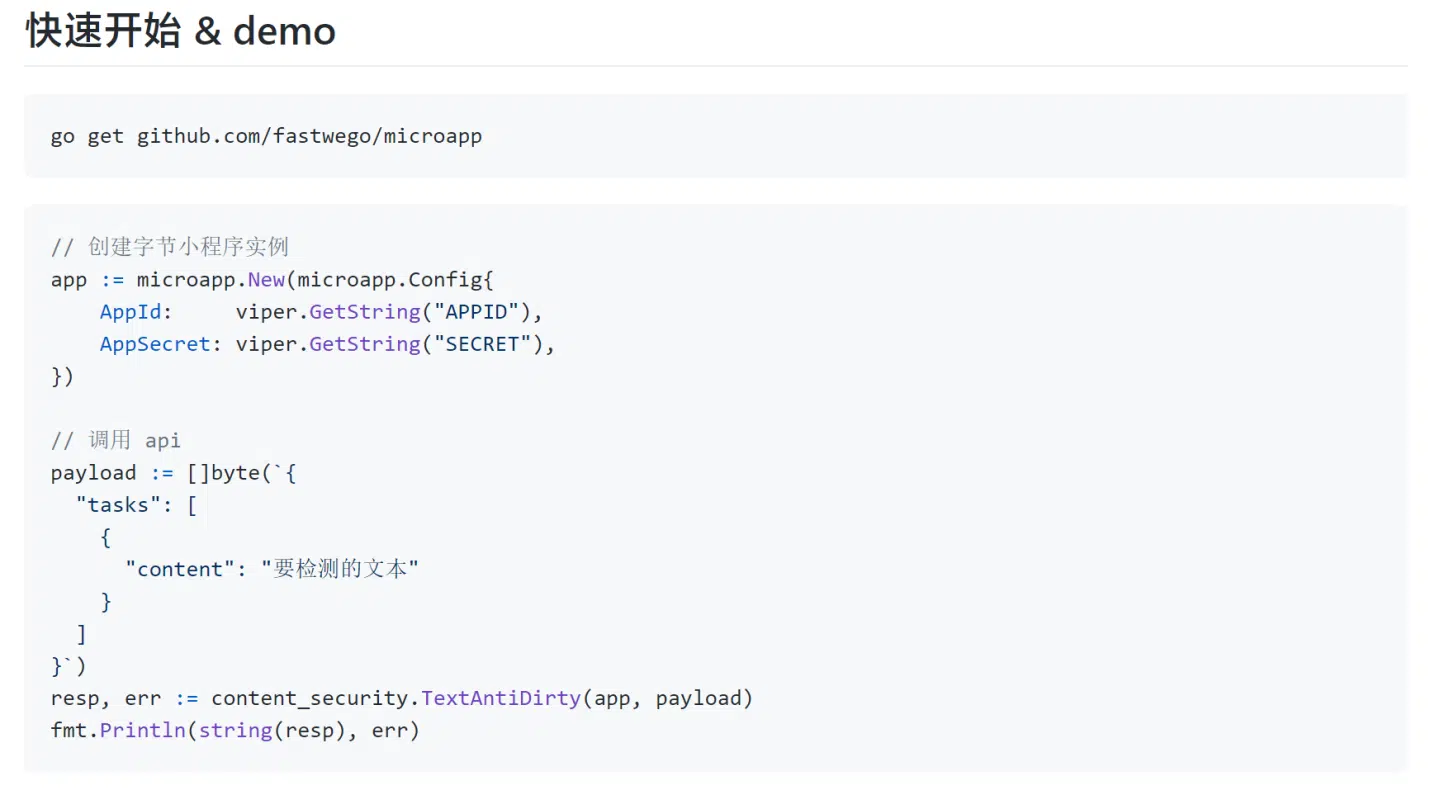 快速开始 & demo
go get github.com/fastwego/microapp
// 创建字节小程序实例
app := microapp.New(microapp.Config{
    AppId:     viper.GetString("APPID"),
    AppSecret: viper.GetString("SECRET"),
})
// 调用 api
payload := []byte(`{
  "tasks": [
    {
      "content": "要检测的文本"
    }
  ]
}`)
resp, err := content_security.TextAntiDirty(app, payload)
fmt.Println(string(resp), err)